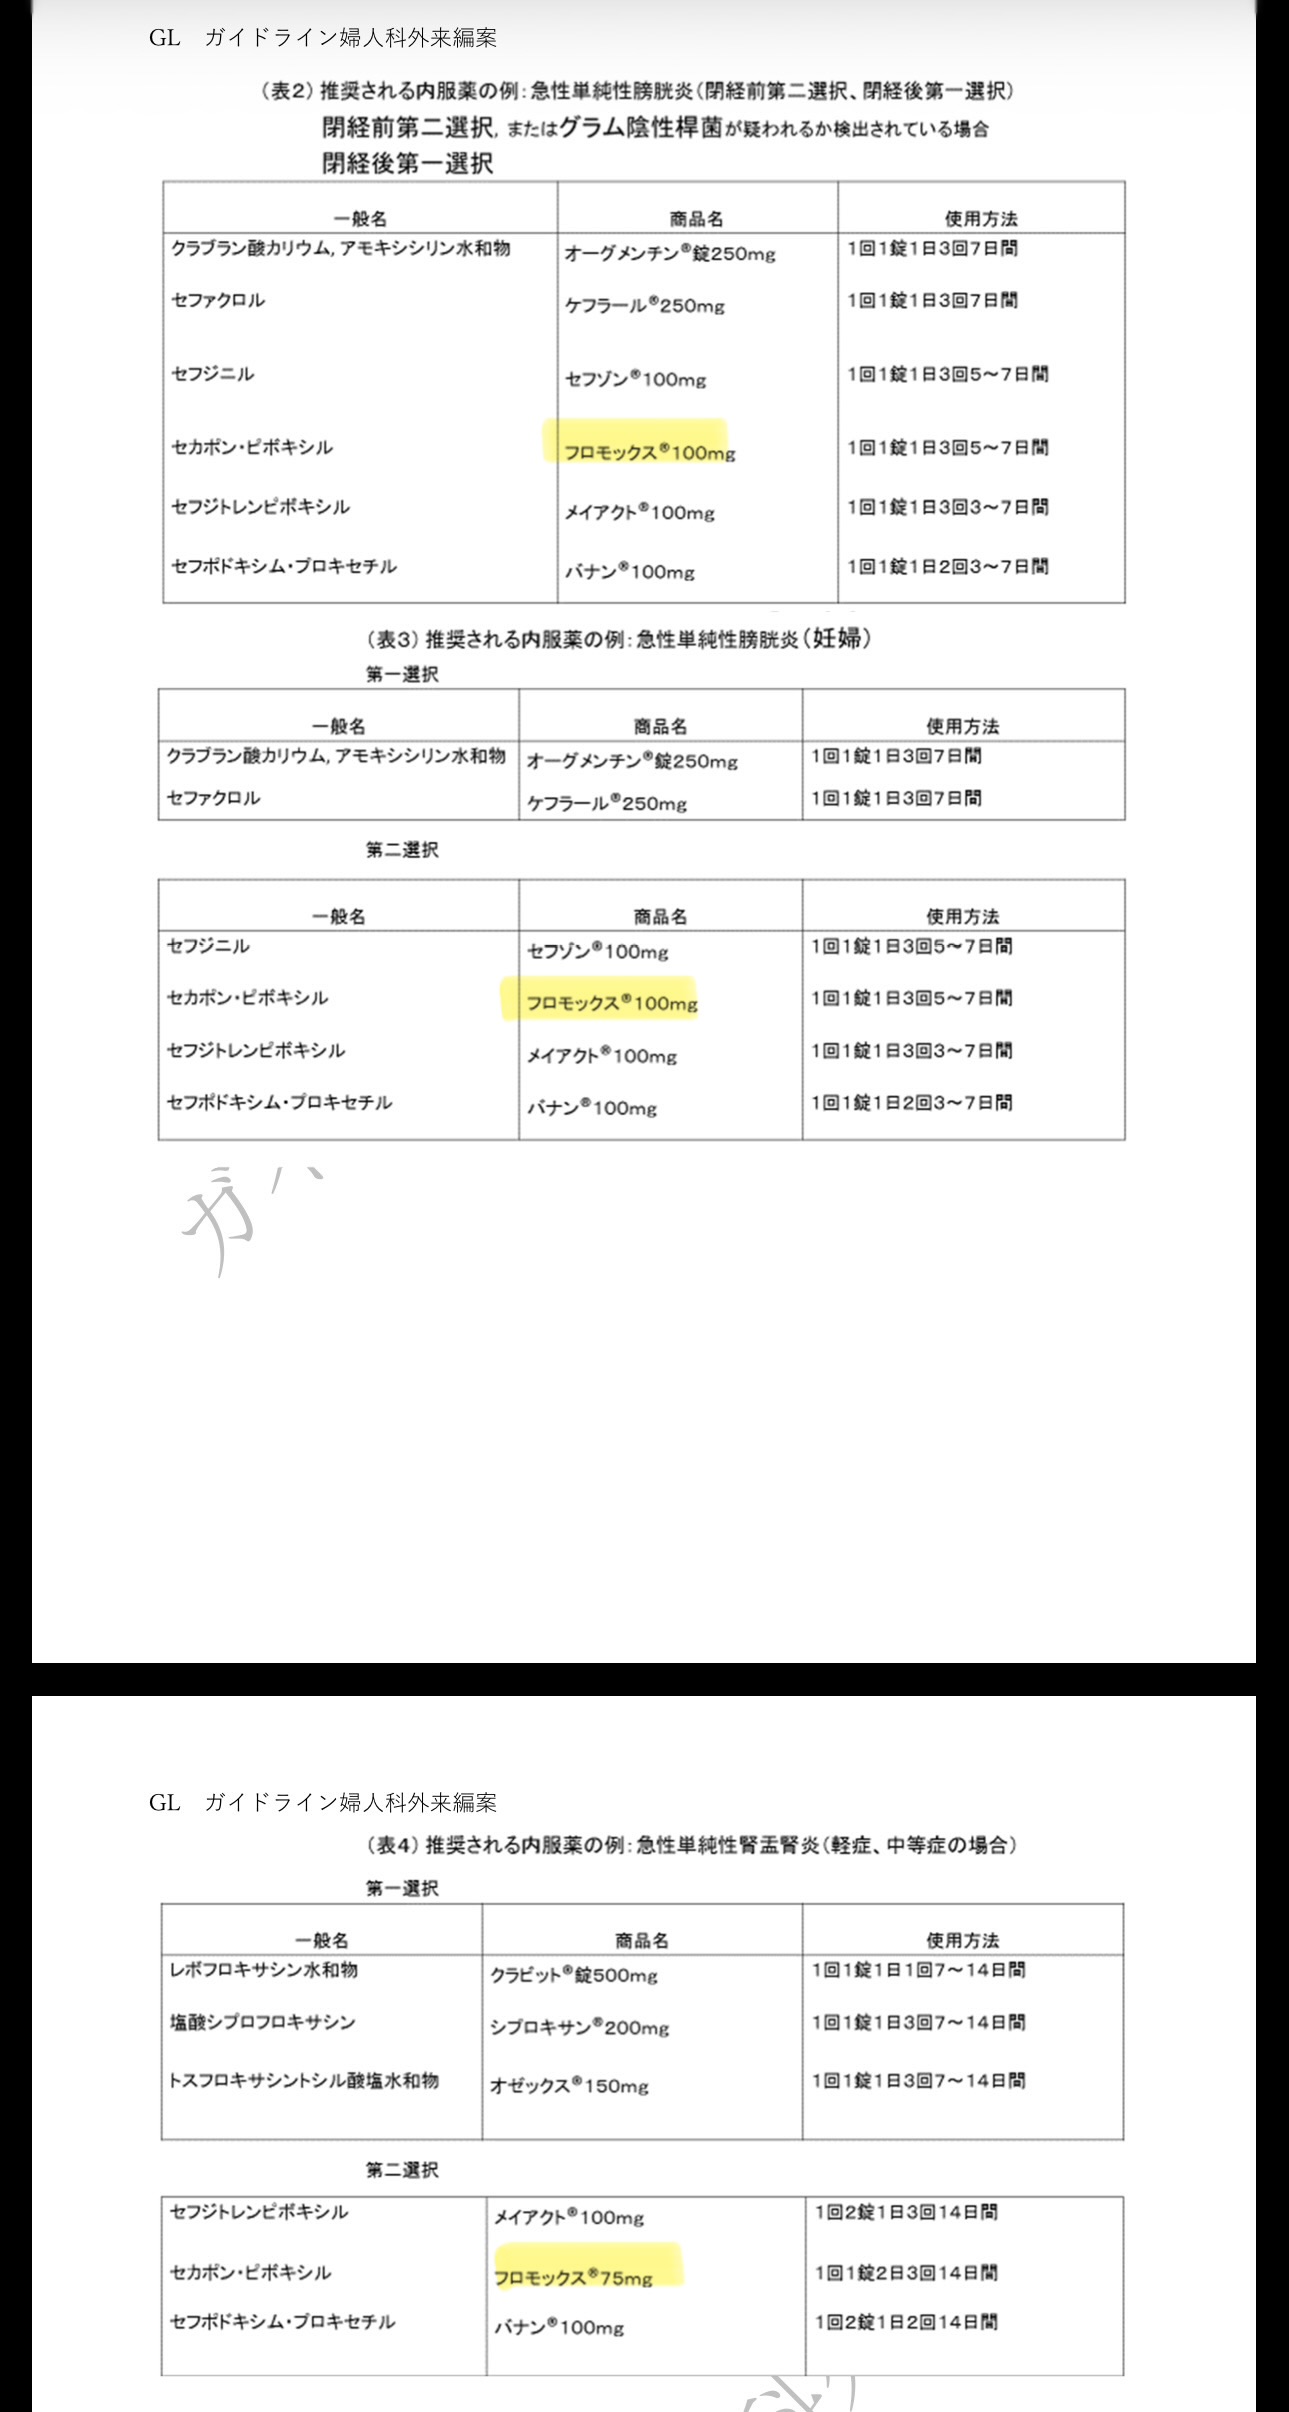 GL　ガイドライン婦人科外来編案
（表2）推奨される内服薬の例：急性単純性膀胱炎（閉経前第二選択、閉経後第一選択）
閉経前第二選択，またはグラム陰性桿菌が疑われるか検出されている場合
閉経後第一選択
一般名 商品名 使用方法
クラブラン酸カリウム，アモキシシリン水和物 オーグメンチン®錠250mg 1回1錠1日3回7日間
セファクロル ケフラール®250mg 1回1錠1日3回7日間
セフジニル セフゾン®100mg 1回1錠1日3回5～7日間
セカポン・ピボキシル フロモックス®100mg 1回1錠1日3回5～7日間
セフジトレンピボキシル メイアクト®100mg 1回1錠1日3回3～7日間
セフポドキシム・プロキセチル バナン®100mg 1回1錠1日2回3～7日間
（表3）推奨される内服薬の例：急性単純性膀胱炎（妊婦）
第一選択
一般名 商品名 使用方法
クラブラン酸カリウム，アモキシシリン水和物 オーグメンチン®錠250mg 1回1錠1日3回7日間
セファクロル ケフラール®250mg 1回1錠1日3回7日間
第二選択
一般名 商品名 使用方法
セフジニル セフゾン®100mg 1回1錠1日3回5～7日間
セカポン・ピボキシル フロモックス®100mg 1回1錠1日3回5～7日間
セフジトレンピボキシル メイアクト®100mg 1回1錠1日3回3～7日間
セフポドキシム・プロキセチル バナン®100mg 1回1錠1日2回3～7日間
GL　ガイドライン婦人科外来編案
（表4）推奨される内服薬の例：急性単純性腎盂腎炎（軽症、中等症の場合）
第一選択
一般名 商品名 使用方法
レボフロキサシン水和物 クラビット®錠500mg 1回1錠1日1回7～14日間
塩酸シプロフロキサシン シプロキサン®200mg 1回1錠1日3回7～14日間
トスフロキサシントシル酸塩水和物 オゼックス®150mg 1回1錠1日3回7～14日間
第二選択
セフジトレンピボキシル メイアクト®100mg 1回2錠1日3回14日間
セカポン・ピボキシル フロモックス®75mg 1回1錠2日3回14日間
セフポドキシム・プロキセチル バナン®100mg 1回2錠1日2回14日間